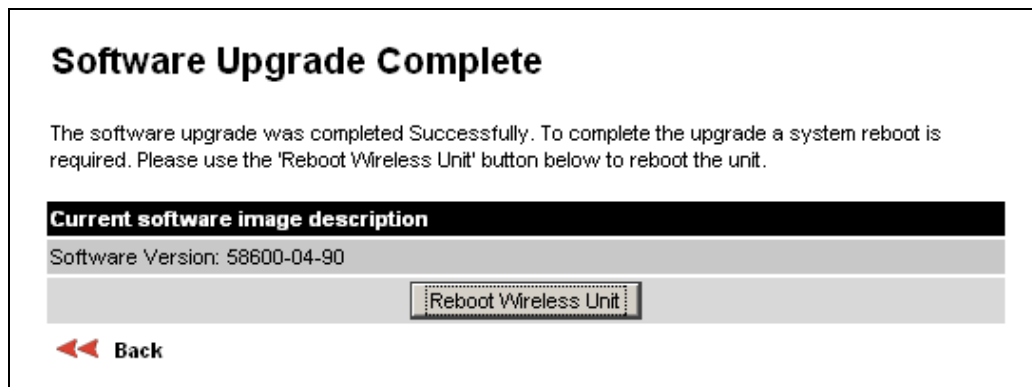 Software Upgrade Complete
The software upgrade was completed Successfully. To complete the upgrade a system reboot is
required. Please use the 'Reboot Wireless Unit' button below to reboot the unit.
Current software image description
Software Version: 58600-04-90
Reboot Wireless Unit
Back